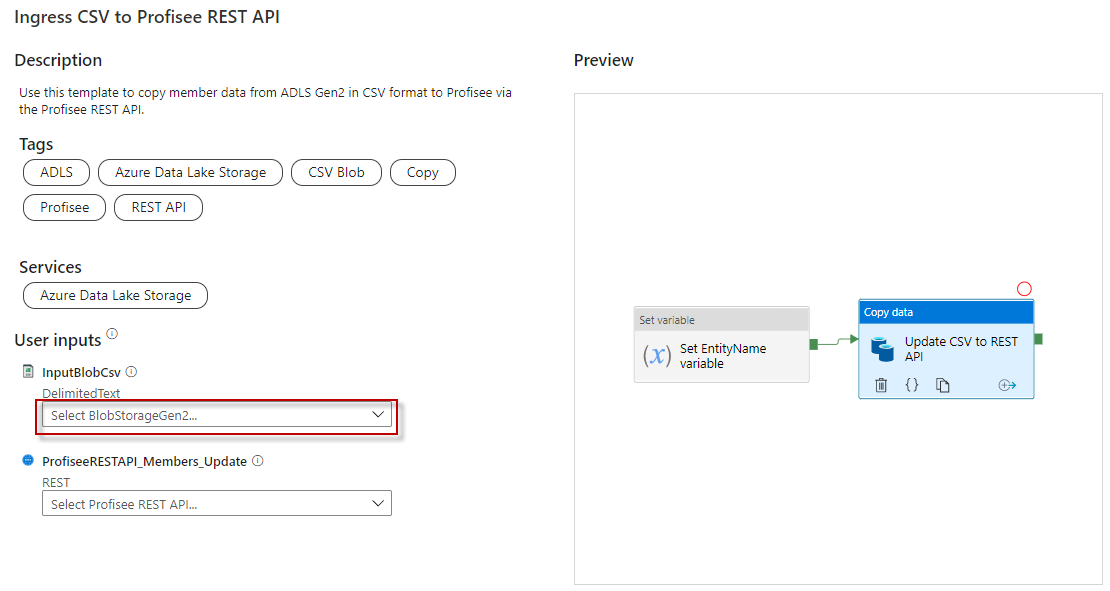 Ingress CSV to Profisee REST API
Description
Use this template to copy member data from ADLS Gen2 in CSV format to Profisee via
the Profisee REST API.
Tags
ADLS
Azure Data Lake Storage
CSV Blob
Copy
Profisee
REST API
Services
Azure Data Lake Storage
User inputs
InputBlobCsv
DelimitedText
Select BlobStorageGen2...
ProfiseeRESTAPI_Members_Update
REST
Select Profisee REST API...
Preview
Set variable
(x)
Set EntityName
variable
Copy data
Update CSV to REST
API
{}